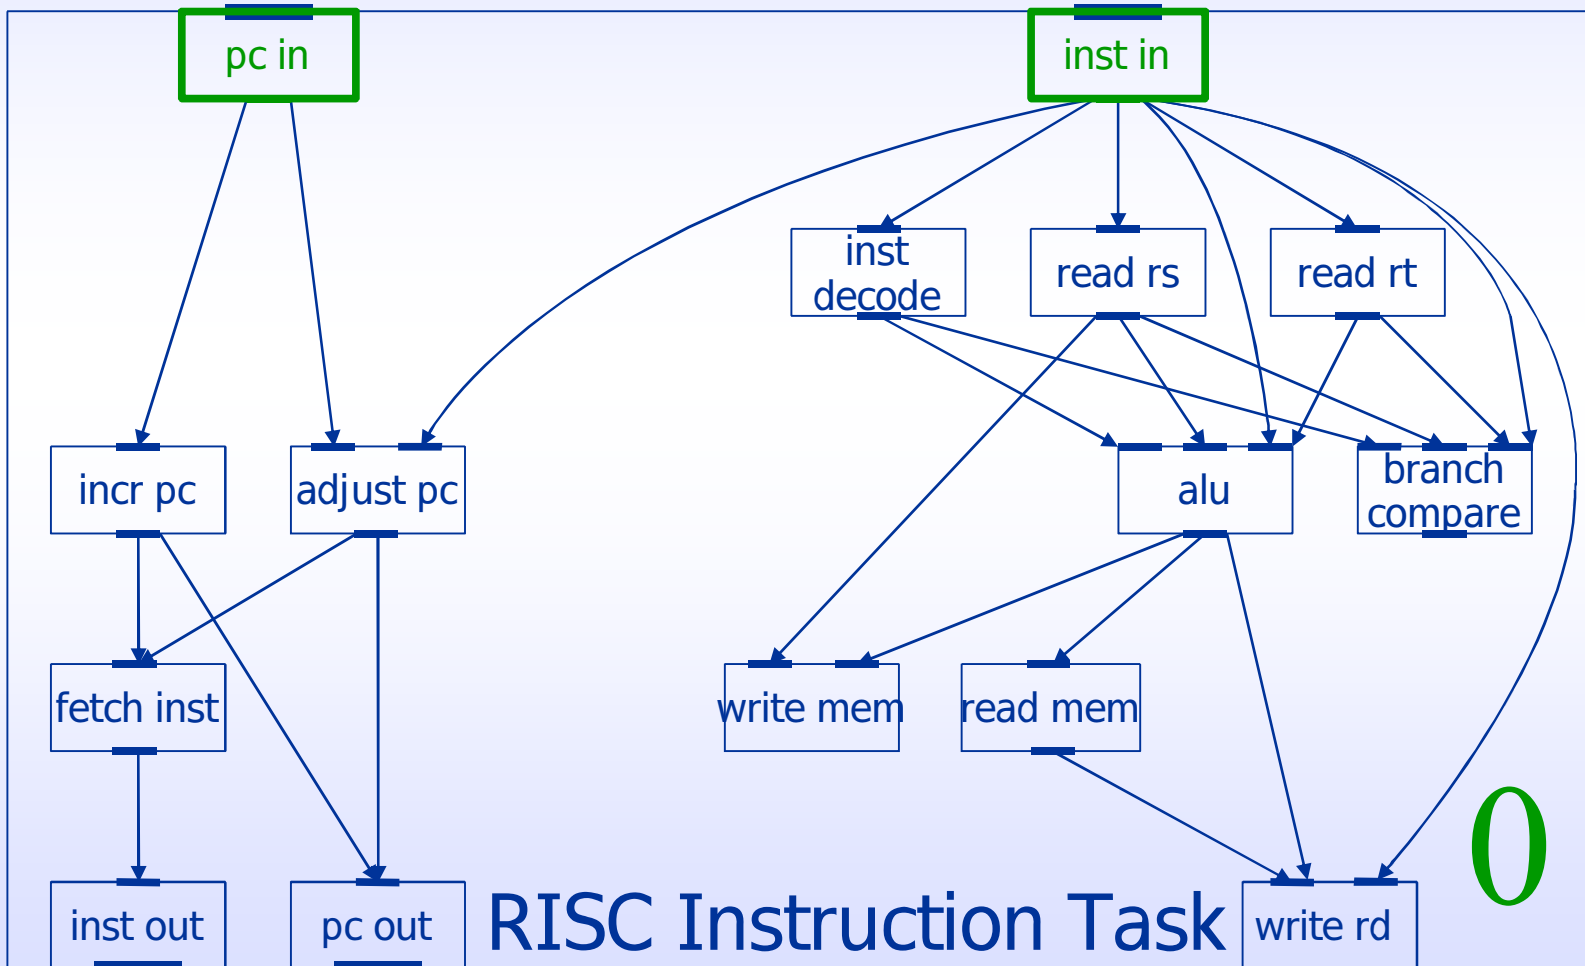 pc in
inst in
inst
decode
read rs
read rt
incr pc
adjust pc
alu
branch
compare
fetch inst
write mem
read mem
0
inst out
pc out
RISC Instruction Task
write rd